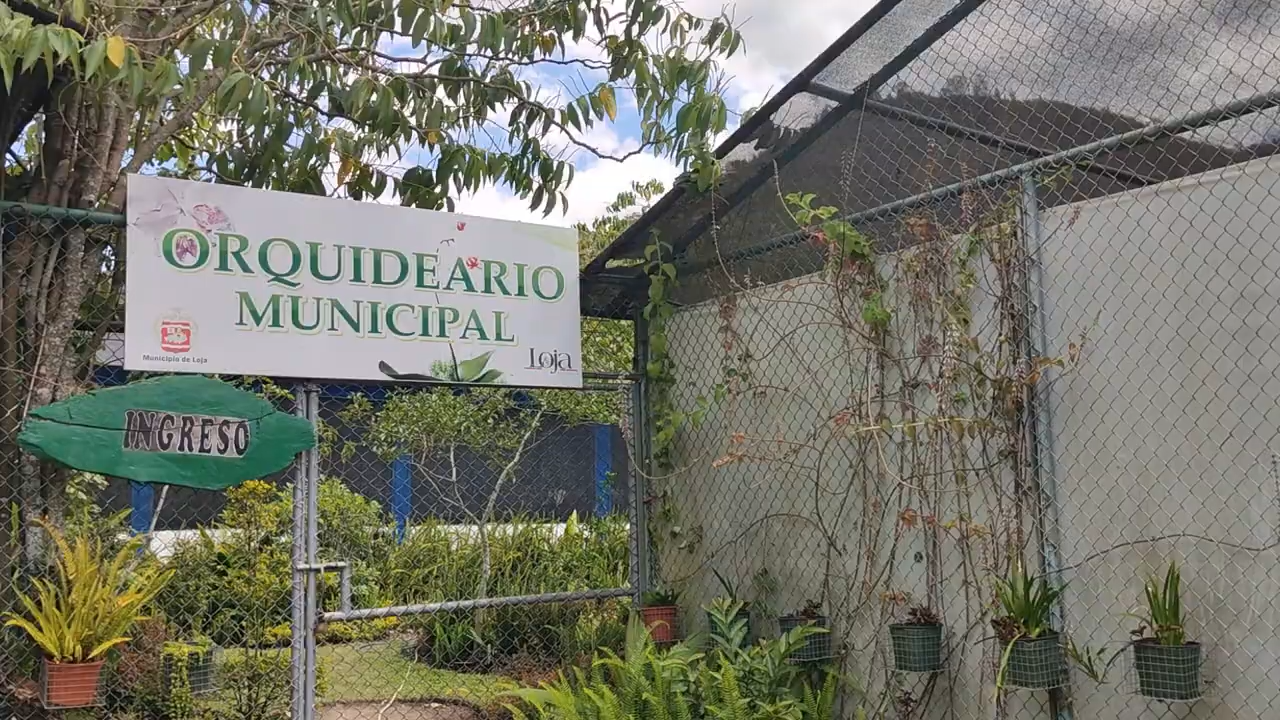 ORQUIDEARIO
MUNICIPAL
Municipio de Loja
Loja
INGRESO